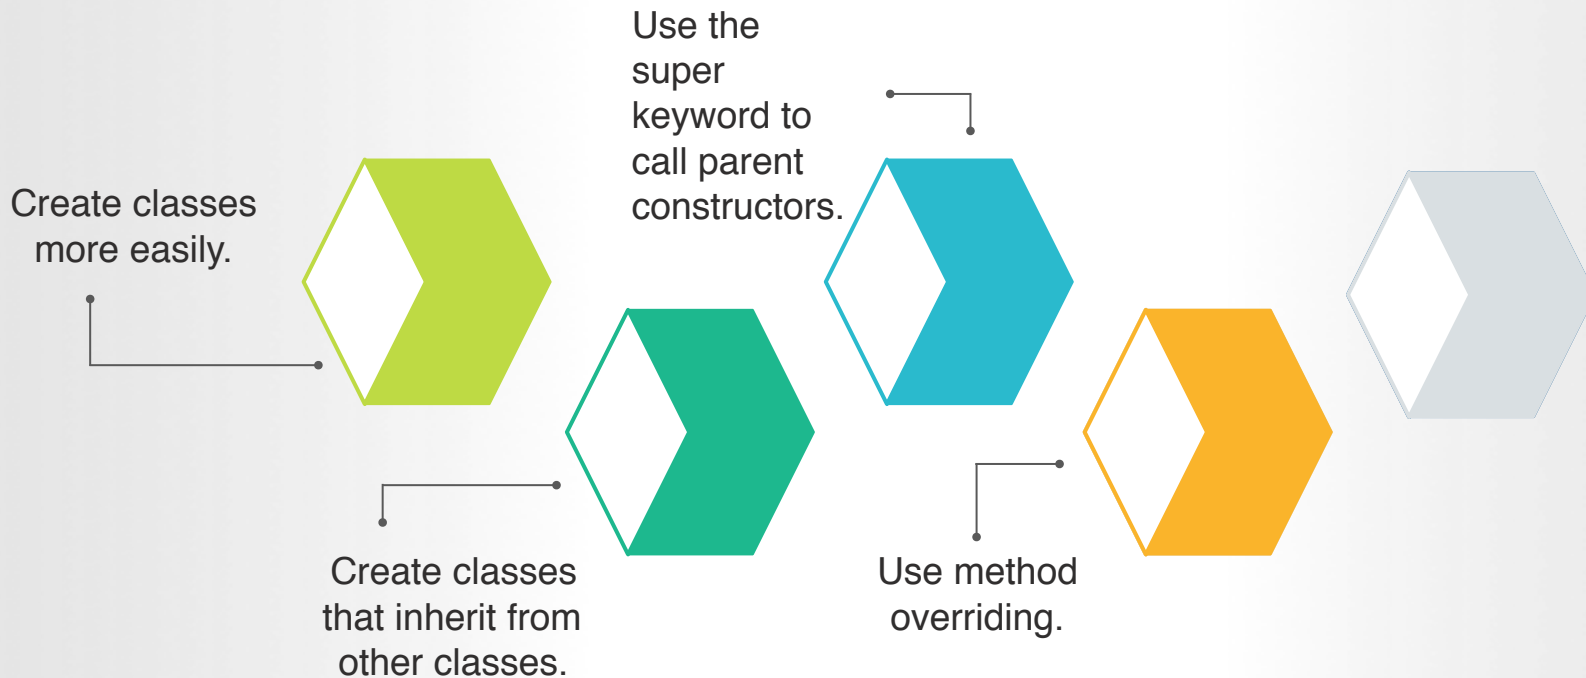 Create classes
more easily.
Create classes
that inherit from
other classes.
Use the
super
keyword to
call parent
constructors.
Use method
overriding.